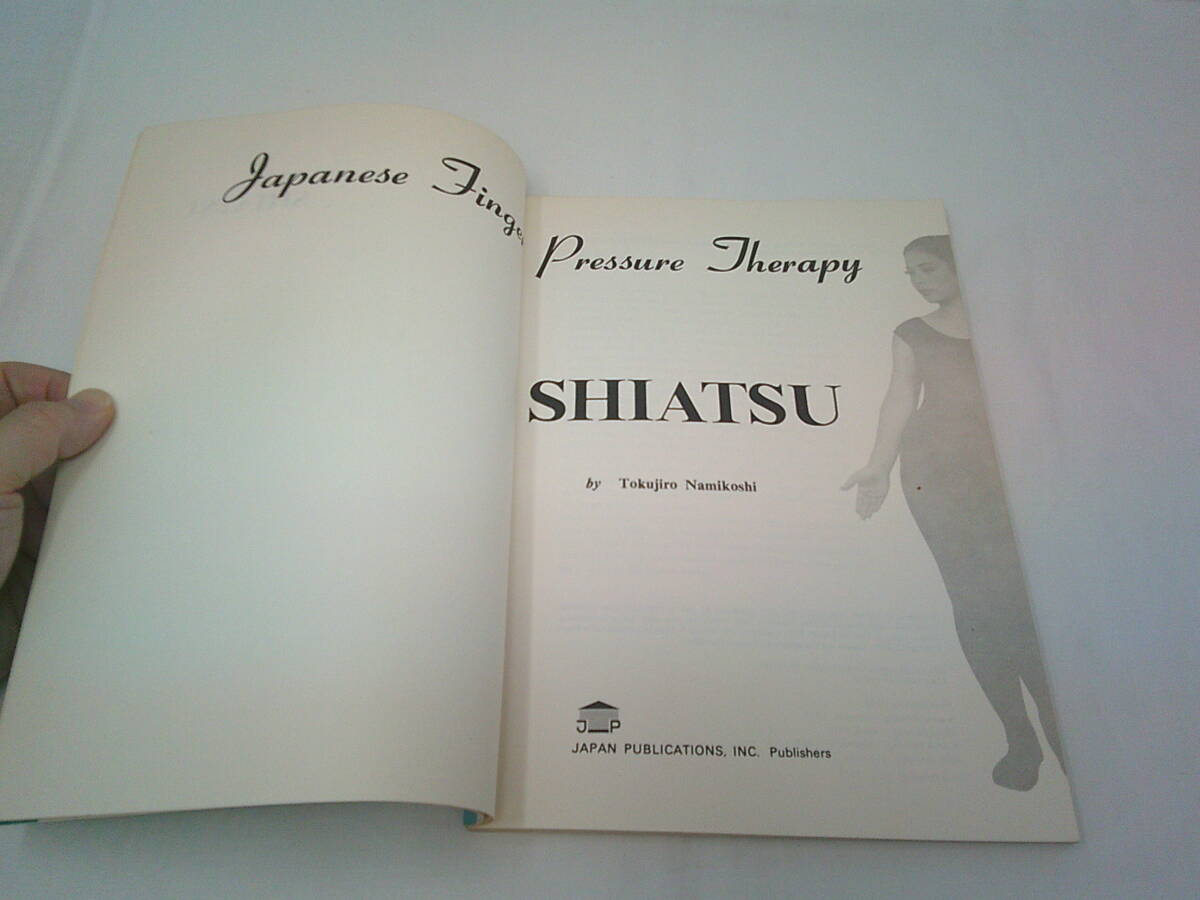 Japanese Finger
Pressure Therapy
SHIATSU
by Tokujiro Namikoshi
J P
JAPAN PUBLICATIONS, INC. Publishers